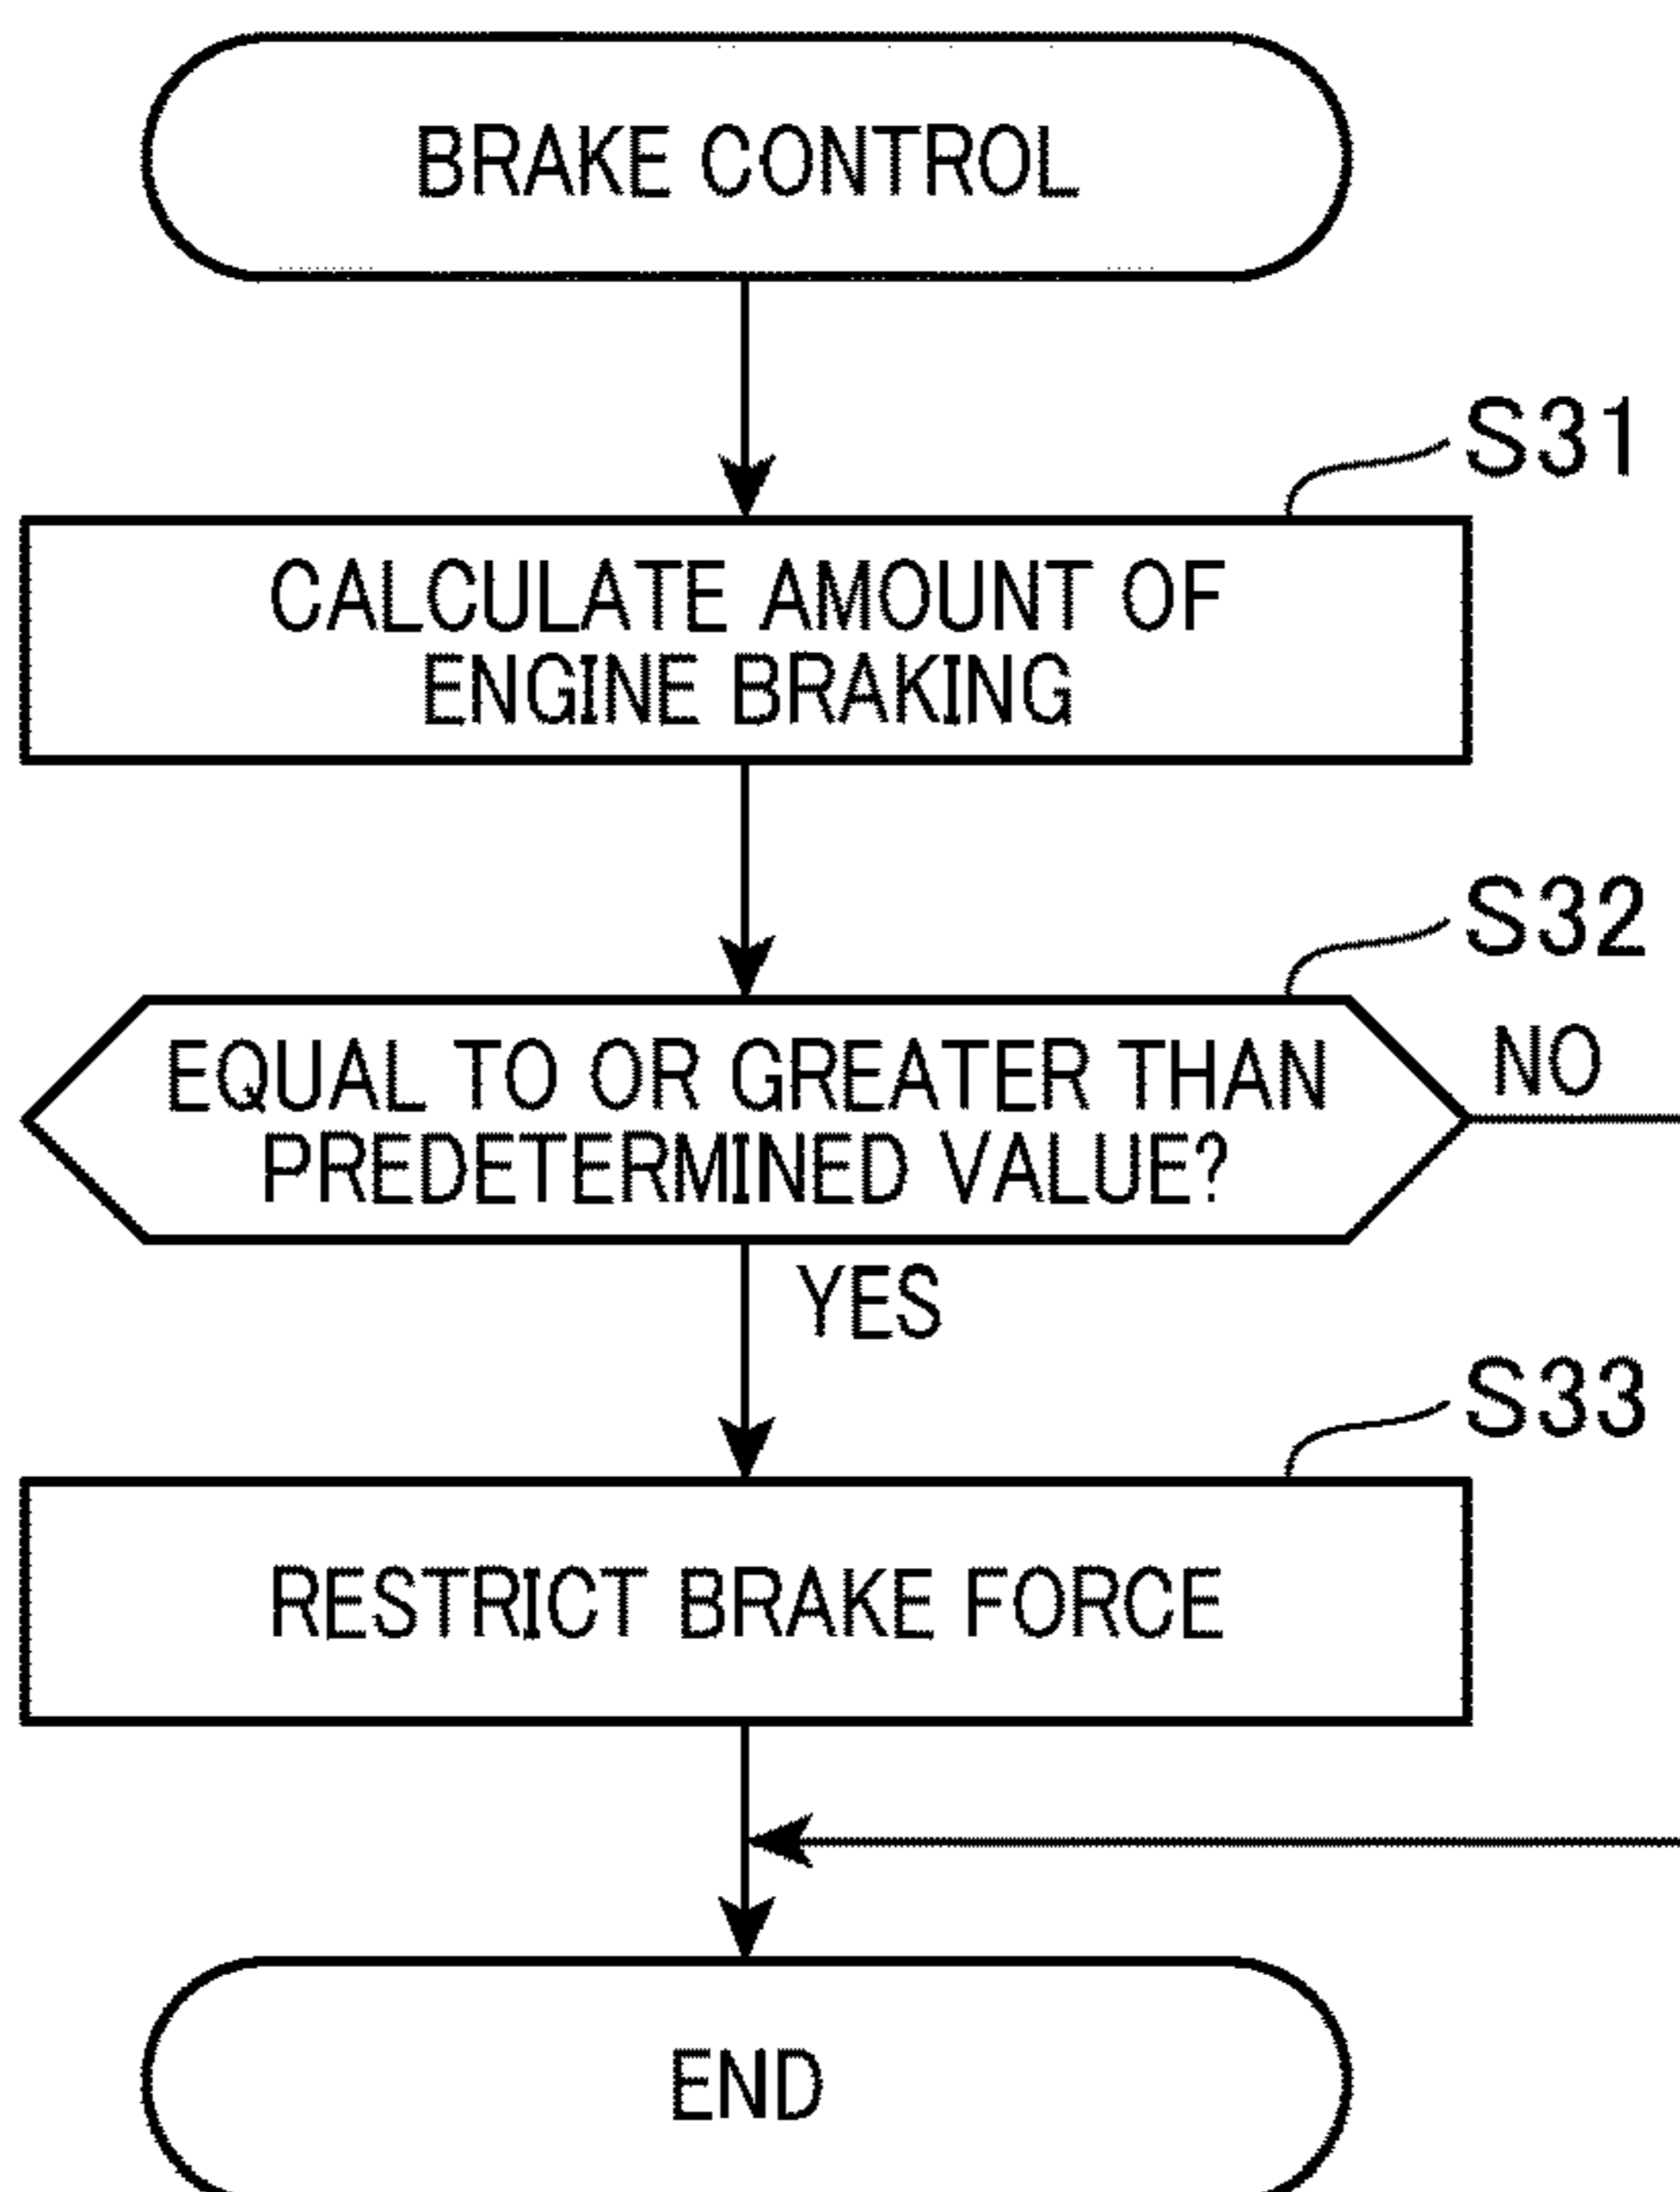 BRAKE CONTROL
S31
CALCULATE AMOUNT OF
ENGINE BRAKING
S32
EQUAL TO OR GREATER THAN
PREDETERMINED VALUE?
NO
YES
S33
RESTRICT BRAKE FORCE
END